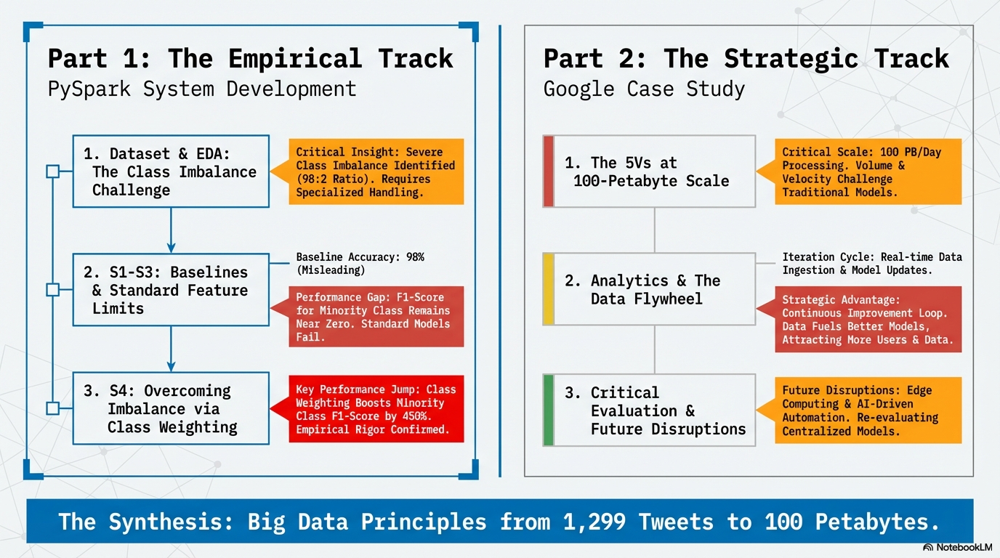 Part 1: The Empirical Track
PySpark System Development
1. Dataset & EDA:
The Class Imbalance
Challenge
Critical Insight: Severe
Class Imbalance Identified
(98:2 Ratio). Requires
Specialized Handling.
2. S1-S3: Baselines
& Standard Feature
Limits
Baseline Accuracy: 98%
(Misleading)
Performance Gap: F1-Score
for Minority Class Remains
Near Zero. Standard Models
Fail.
3. S4: Overcoming
Imbalance via
Class Weighting
Key Performance Jump: Class
Weighting Boosts Minority
Class F1-Score by 450%.
Empirical Rigor Confirmed.
Part 2: The Strategic Track
Google Case Study
1. The 5Vs at
100-Petabyte Scale
Critical Scale: 100 PB/Day
Processing. Volume &
Velocity Challenge
Traditional Models.
2. Analytics & The
Data Flywheel
Iteration Cycle: Real-time Data
Ingestion & Model Updates.
Strategic Advantage:
Continuous Improvement Loop.
Data Fuels Better Models,
Attracting More Users & Data.
3. Critical
Evaluation &
Future Disruptions
Future Disruptions: Edge
Computing & AI-Driven
Automation. Re-evaluating
Centralized Models.
The Synthesis: Big Data Principles from 1,299 Tweets to 100 Petabytes.
NotebookLM